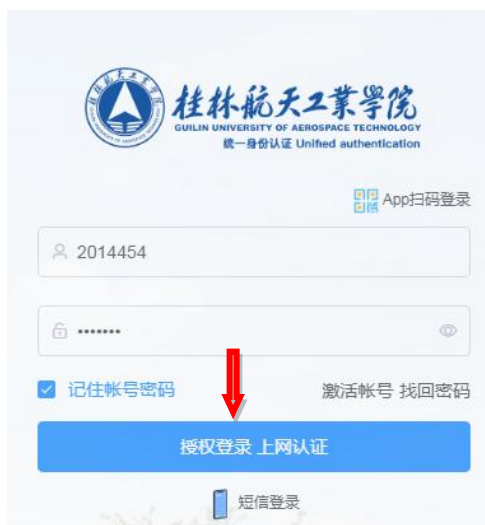 桂林航天工業学院
GUILIN UNIVERSITY OF AEROSPACE TECHNOLOGY
统一身份认证 Unified authentication
App扫码登录
2014454
•••••••
记住帐号密码
激活帐号 找回密码
授权登录 上网认证
短信登录